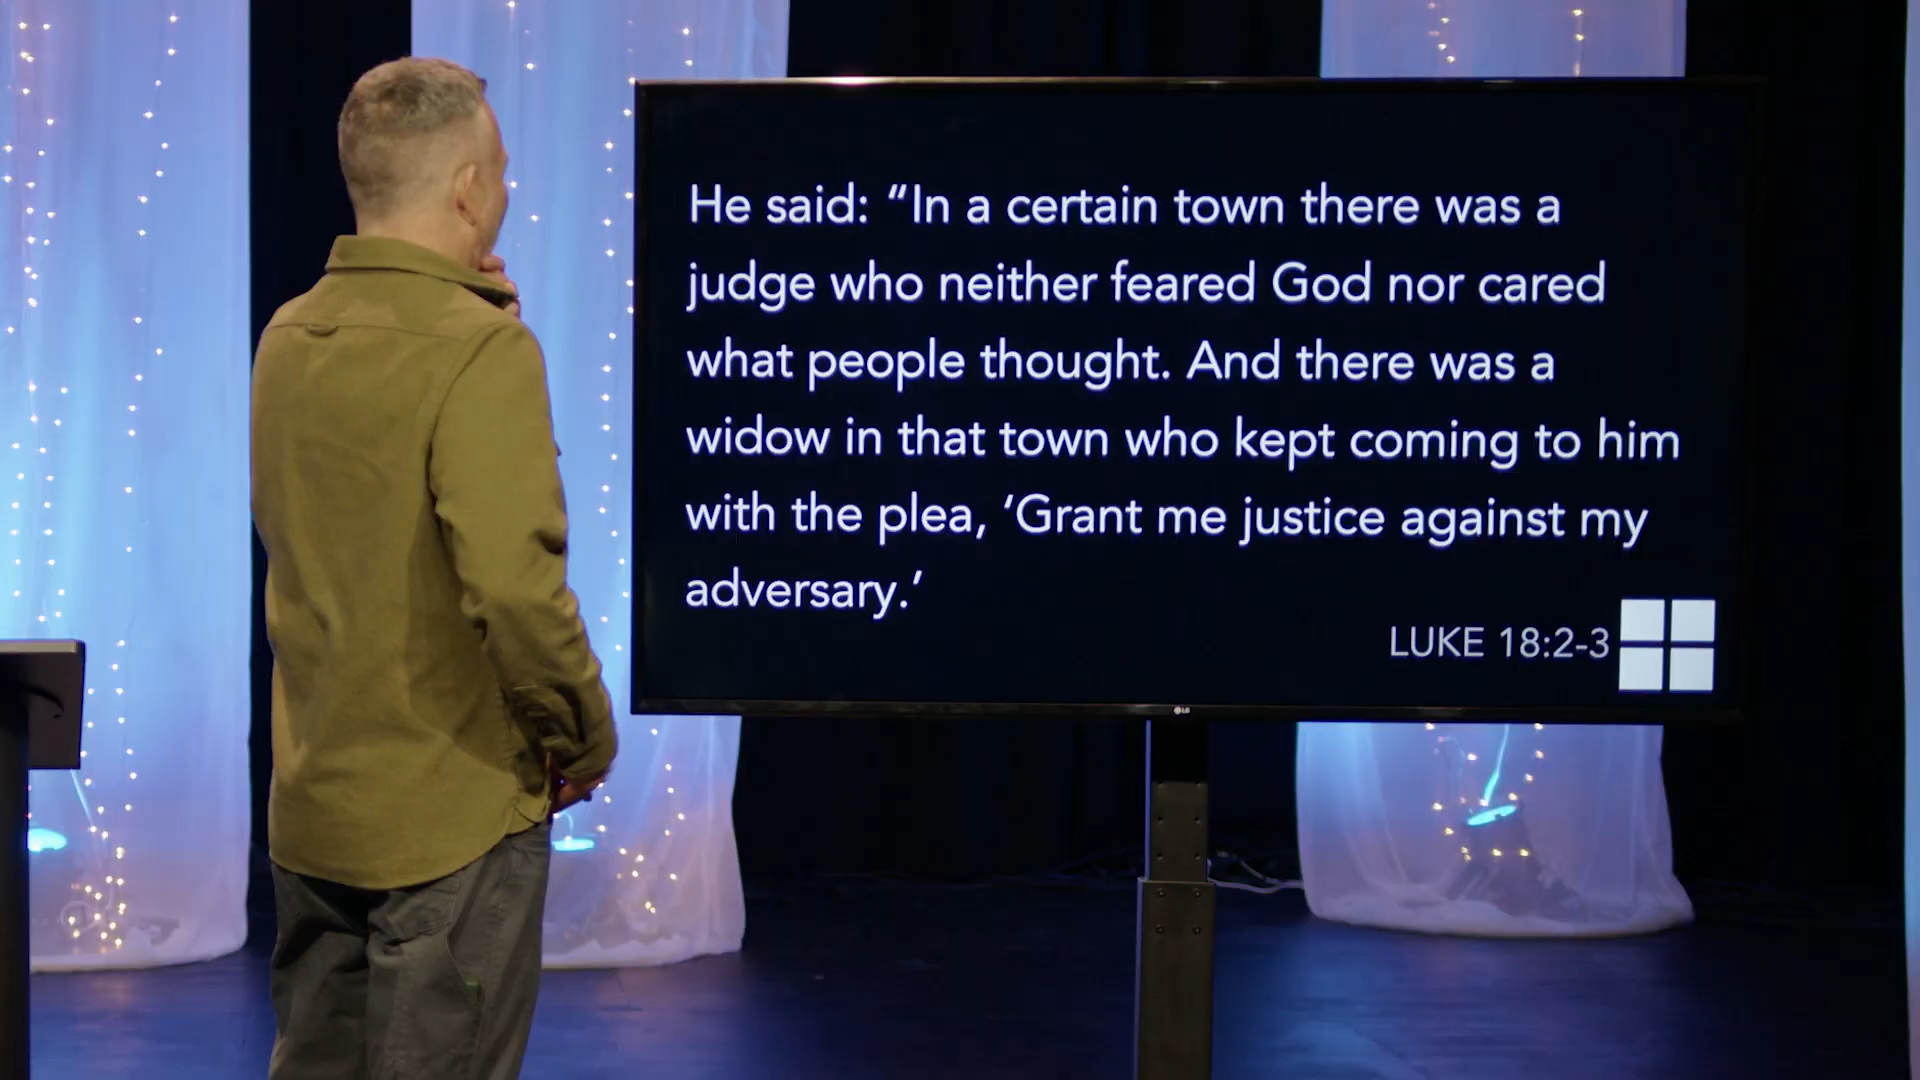 He said: “In a certain town there was a
judge who neither feared God nor cared
what people thought. And there was a
widow in that town who kept coming to him
with the plea, ‘Grant me justice against my
adversary.’
LUKE 18:2-3
LG